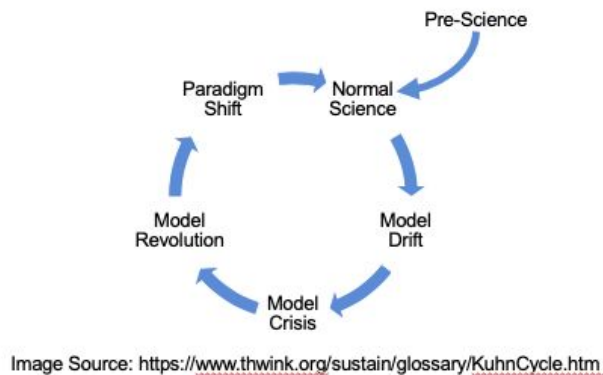 Pre-Science
Paradigm
Shift
Normal
Science
Model
Revolution
Model
Drift
Model
Crisis
Image Source: https://www.thwink.org/sustain/glossary/KuhnCycle.htm